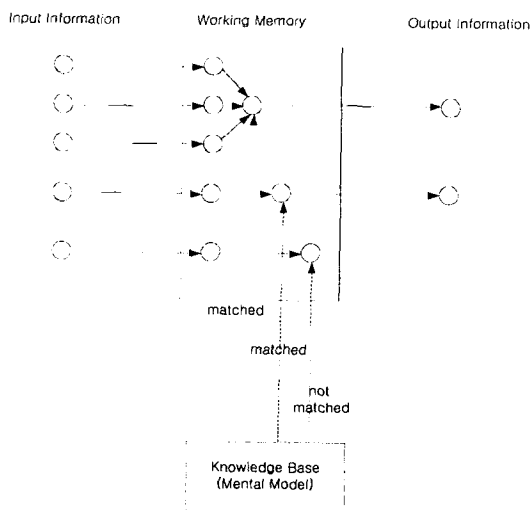 Input Information
Working Memory
Output Information
matched
matched
not
matched
Knowledge Base
(Mental Model)